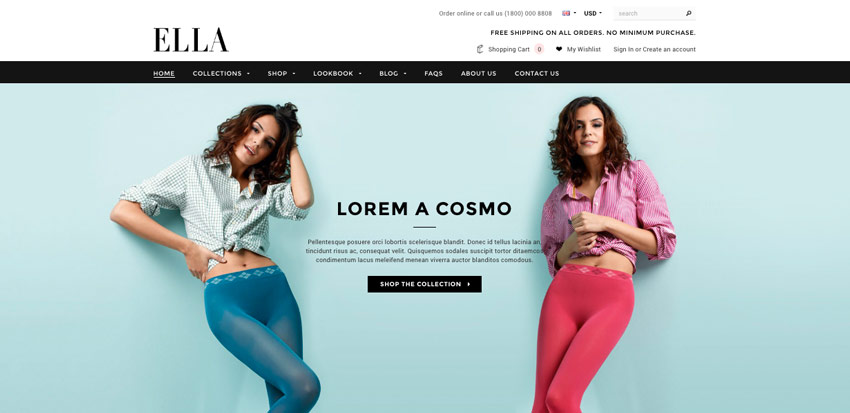 Order online or call us (1800) 000 8808
USD
search
ELLA
FREE SHIPPING ON ALL ORDERS. NO MINIMUM PURCHASE.
Shopping Cart 0
My Wishlist
Sign In or Create an account
HOME COLLECTIONS SHOP LOOKBOOK BLOG FAQS ABOUT US CONTACT US
LOREM A COSMO
Pellentesque posuere orci lobortis scelerisque blandit. Donec id tellus lacinia an,
tincidunt risus ac, consequat velit. Quisquemos sodales suscipit tortor ditaemcos
condimentum lacus meleifend menean viverra auctor blanditos comodous.
SHOP THE COLLECTION